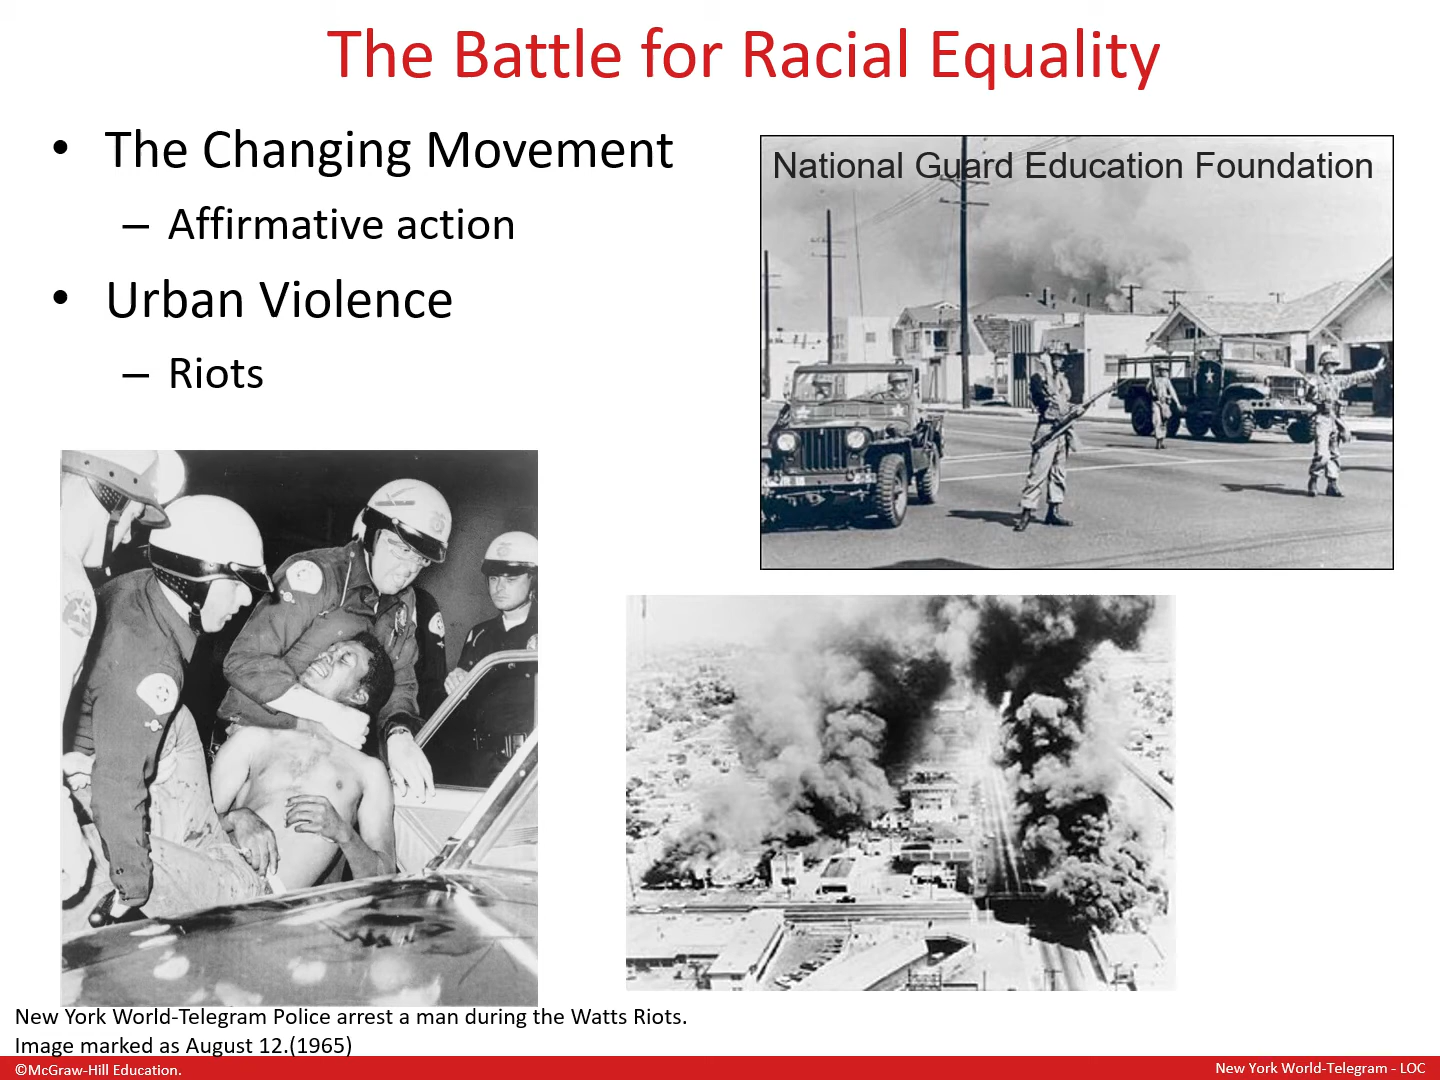 The Battle for Racial Equality
• The Changing Movement
– Affirmative action
• Urban Violence
– Riots
National Guard Education Foundation
New York World-Telegram Police arrest a man during the Watts Riots.
Image marked as August 12.(1965)
©McGraw-Hill Education.
New York World-Telegram - LOC